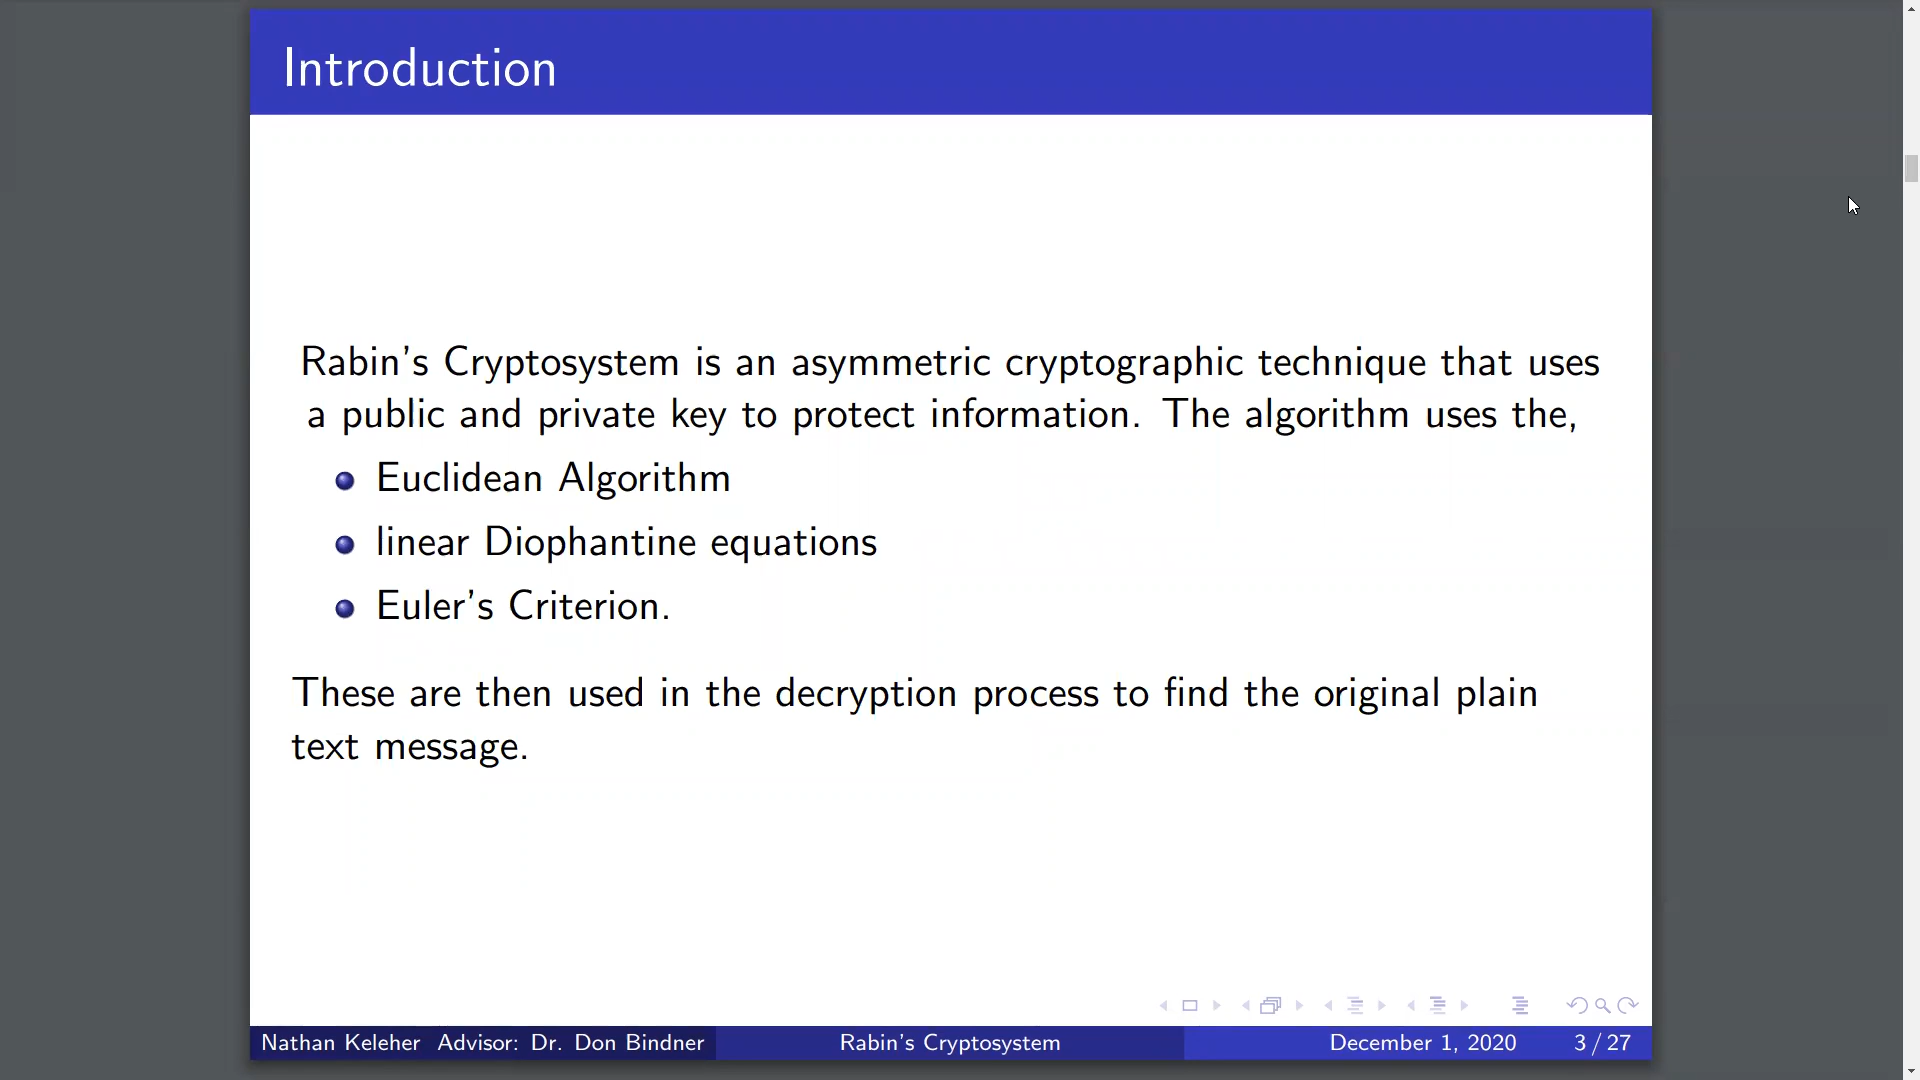 Introduction
Rabin's Cryptosystem is an asymmetric cryptographic technique that uses
a public and private key to protect information. The algorithm uses the,
Euclidean Algorithm
linear Diophantine equations
Euler's Criterion.
These are then used in the decryption process to find the original plain
text message.
Nathan Keleher Advisor: Dr. Don Bindner Rabin's Cryptosystem December 1, 2020 3 / 27